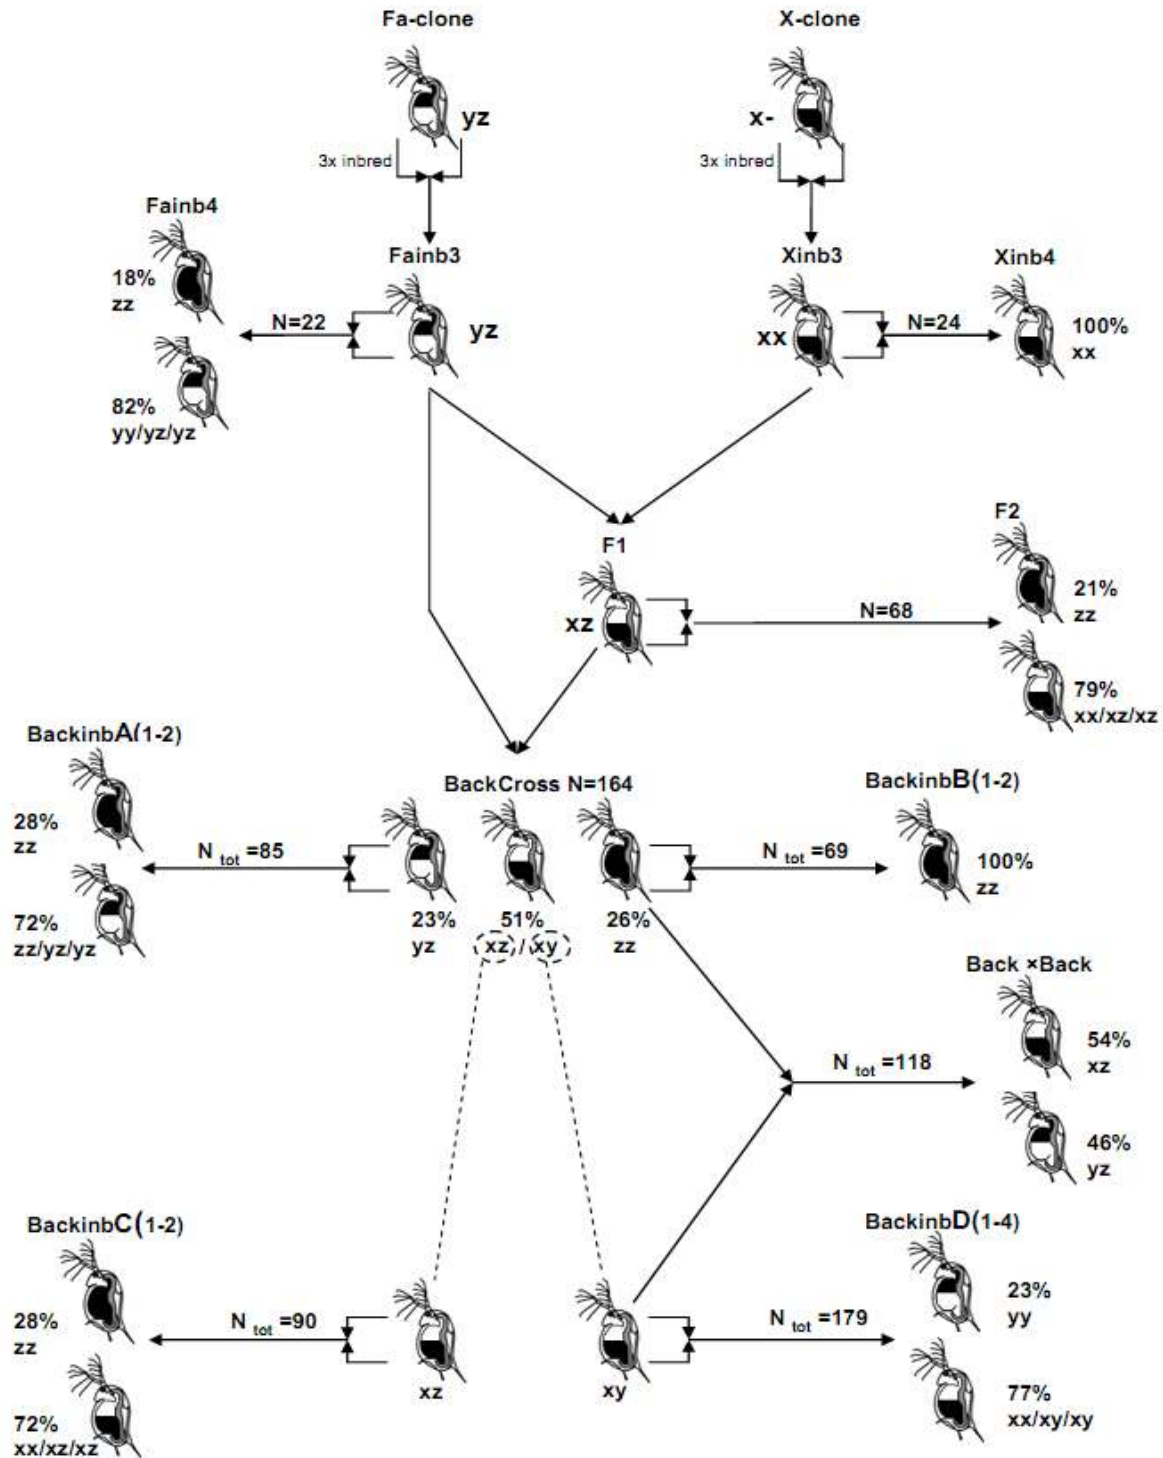 Fa-clone
X-clone
yz
x-
3x inbred
3x inbred
Fainb4
Fainb3
Xinb3
Xinb4
18%
zz
N=22
yz
xx
N=24
100%
xx
82%
yy/yz/yz
F1
F2
xz
N=68
21%
zz
79%
xx/xz/xz
BackinbA(1-2)
BackCross N=164
BackinbB(1-2)
28%
zz
N tot =85
N tot =69
100%
zz
72%
zz/yz/yz
23%
yz
51%
xz / xy
26%
zz
Back ×Back
N tot =118
54%
xz
46%
yz
BackinbC(1-2)
BackinbD(1-4)
28%
zz
N tot =90
N tot =179
23%
yy
xz
xy
72%
xx/xz/xz
77%
xx/xy/xy